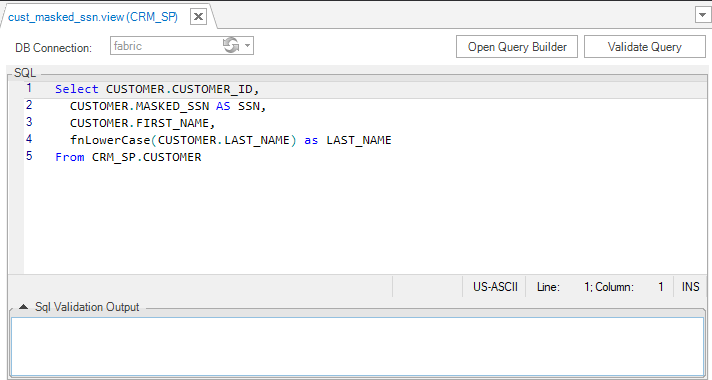 cust_masked_ssn.view (CRM_SP)
DB Connection: fabric Open Query Builder Validate Query
SQL
1 Select CUSTOMER.CUSTOMER_ID,
2 CUSTOMER.MASKED_SSN AS SSN,
3 CUSTOMER.FIRST_NAME,
4 fnLowerCase(CUSTOMER.LAST_NAME) as LAST_NAME
5 From CRM_SP.CUSTOMER
US-ASCII Line: 1; Column: 1 INS
Sql Validation Output